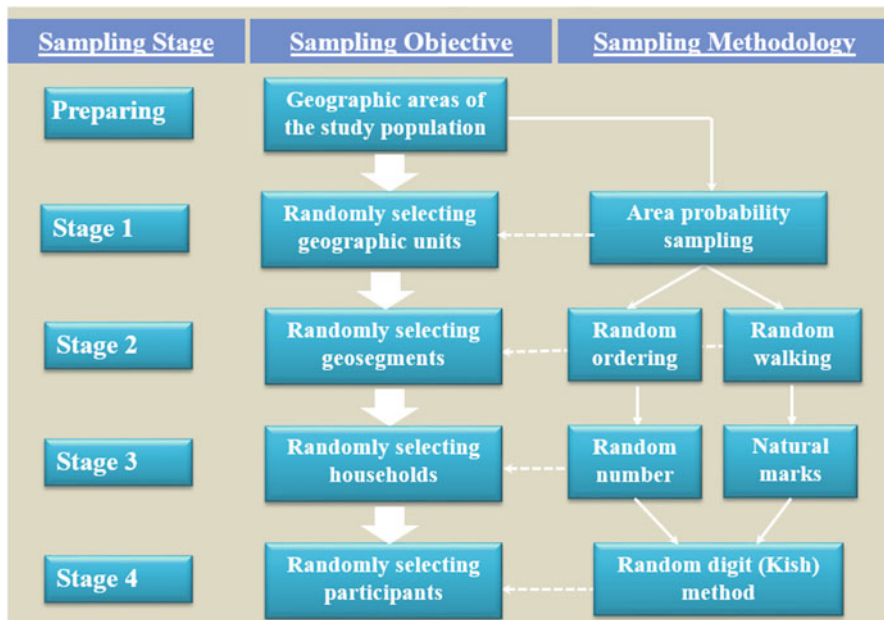 Sampling Stage
Sampling Objective
Sampling Methodology
Preparing
Geographic areas of
the study population
Stage 1
Randomly selecting
geographic units
Area probability
sampling
Stage 2
Randomly selecting
geosegments
Random
ordering
Random
walking
Stage 3
Randomly selecting
households
Random
number
Natural
marks
Stage 4
Randomly selecting
participants
Random digit (Kish)
method